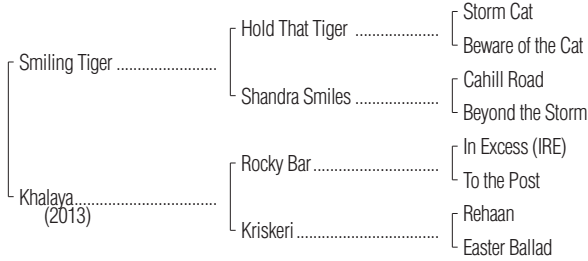 Storm Cat
Hold That Tiger ....................
Beware of the Cat
Smiling Tiger ........................
Cahill Road
Shandra Smiles ....................
Beyond the Storm
In Excess (IRE)
Rocky Bar..............................
To the Post
Khalaya..................................
(2013)
Rehaan
Kriskeri ..................................
Easter Ballad